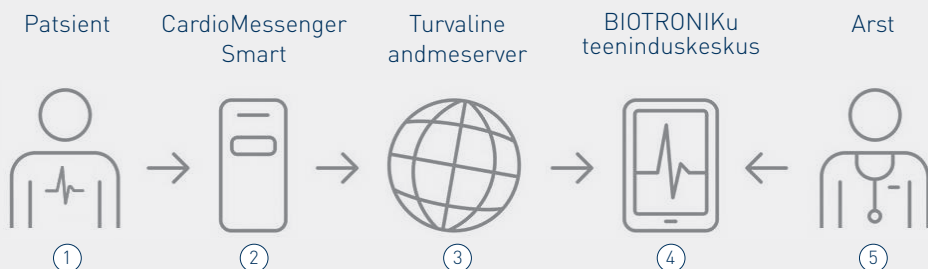 Patsient
CardioMessenger
Smart
Turvaline
andmeserver
BIOTRONIKu
teeninduskeskus
Arst
1
2
3
4
5